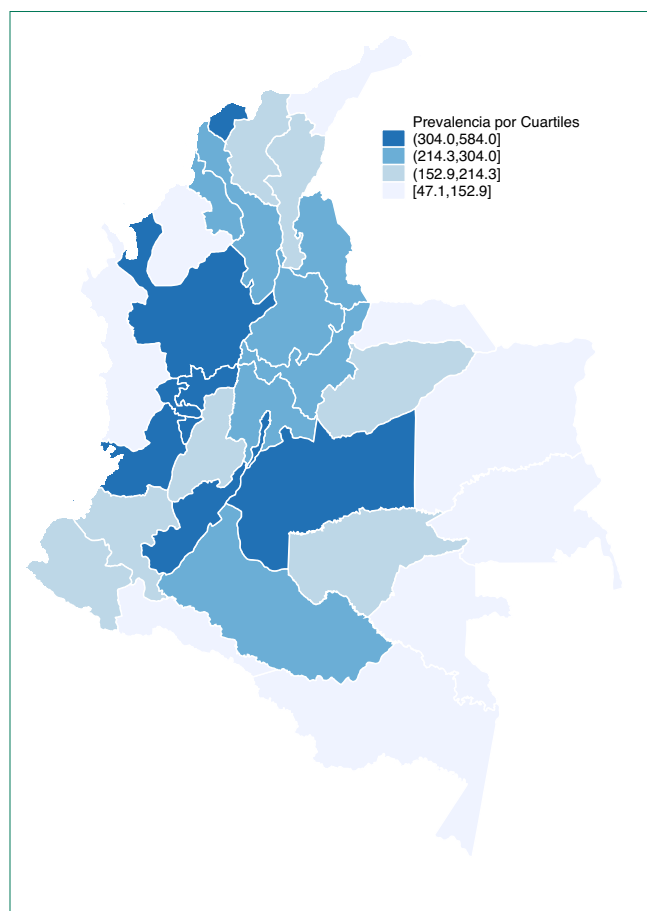 Prevalencia por Cuartiles
(304.0,584.0]
(214.3,304.0]
(152.9,214.3]
[47.1,152.9]